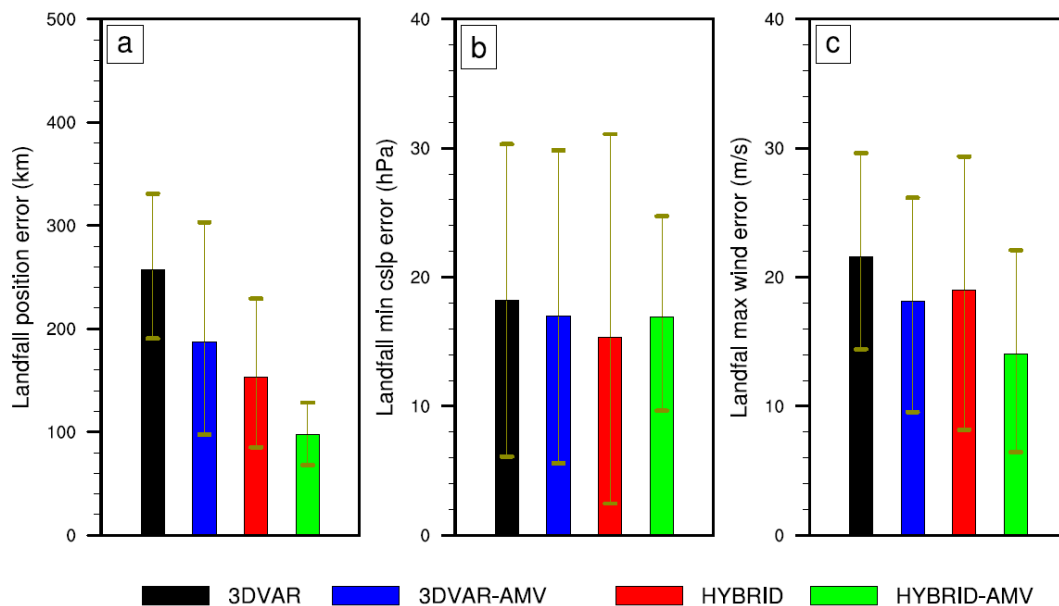 a
b
c
Landfall position error (km)
500
400
300
200
100
0
Landfall min cslp error (hPa)
40
30
20
10
0
Landfal max wind error (m/s)
40
30
20
10
0
3DVAR 3DVAR-AMV HYBRID HYBRID-AMV